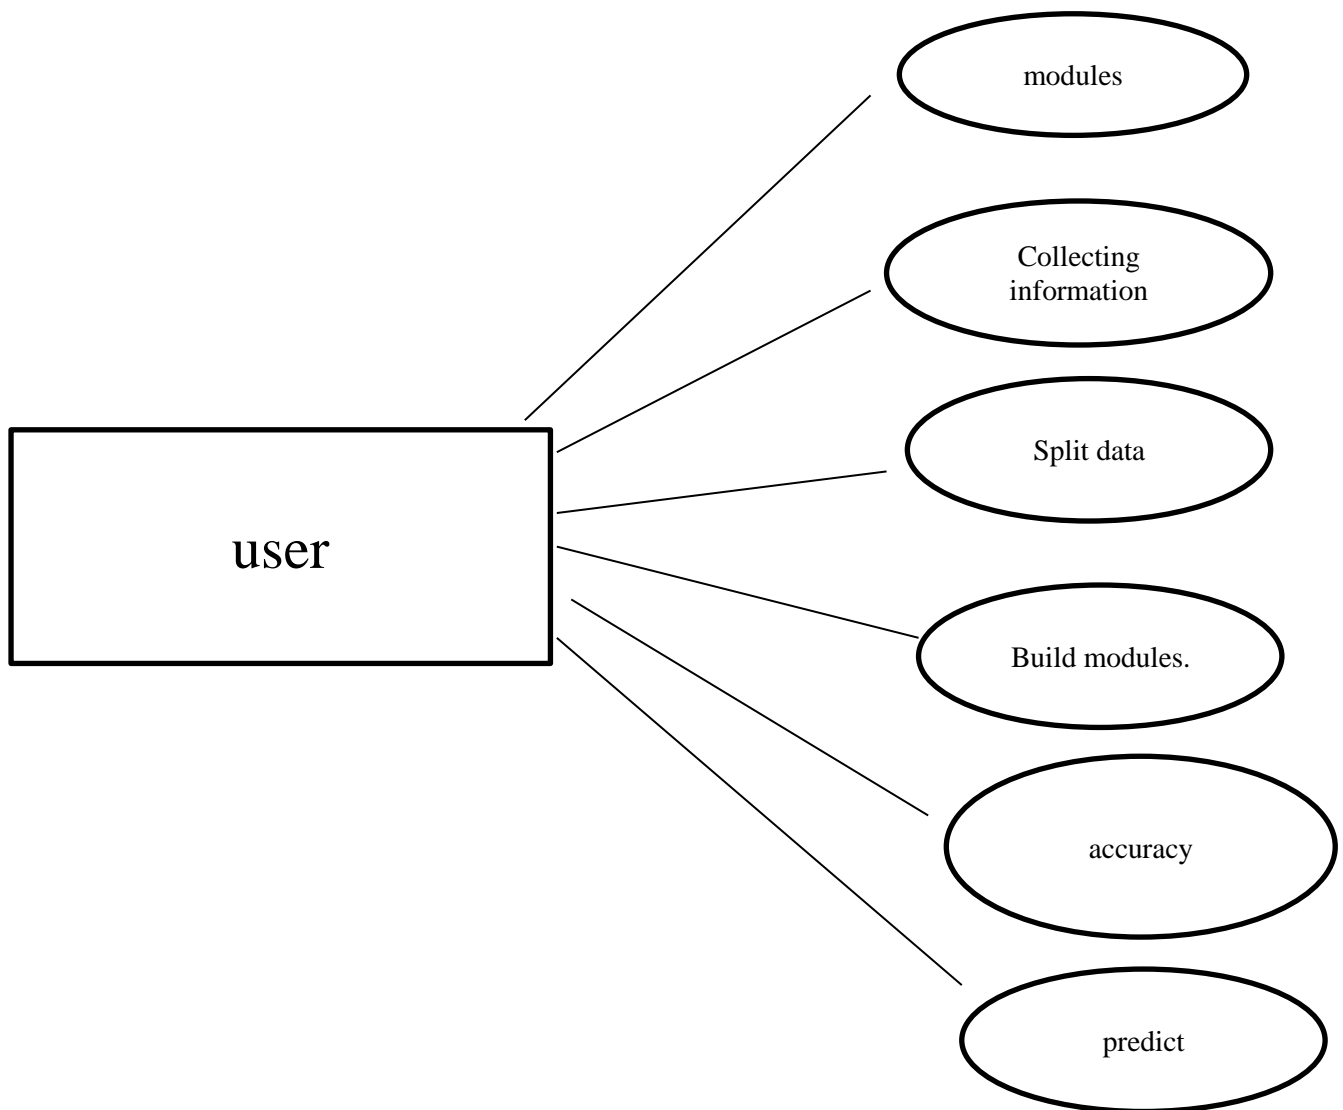 modules
Collecting
information
Split data
user
Build modules.
accuracy
predict